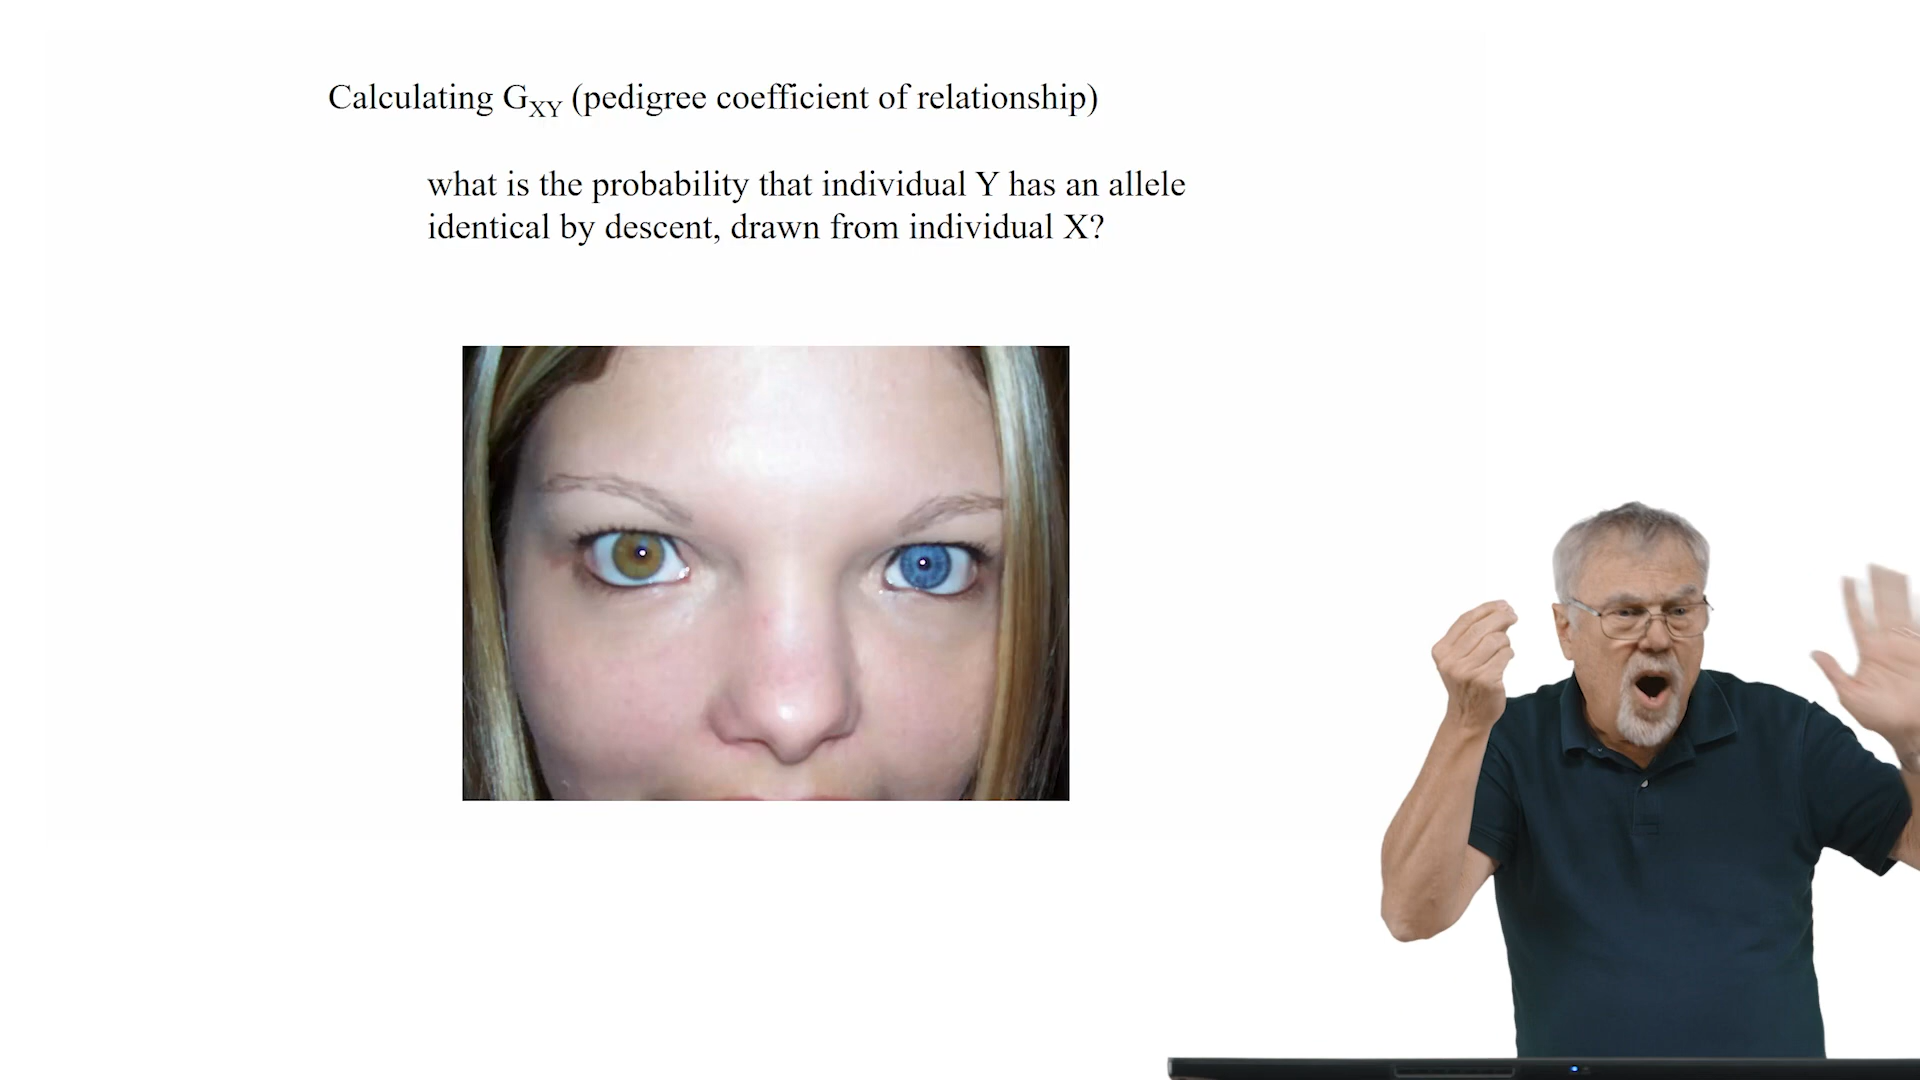 Calculating G_XY (pedigree coefficient of relationship)
what is the probability that individual Y has an allele
identical by descent, drawn from individual X?